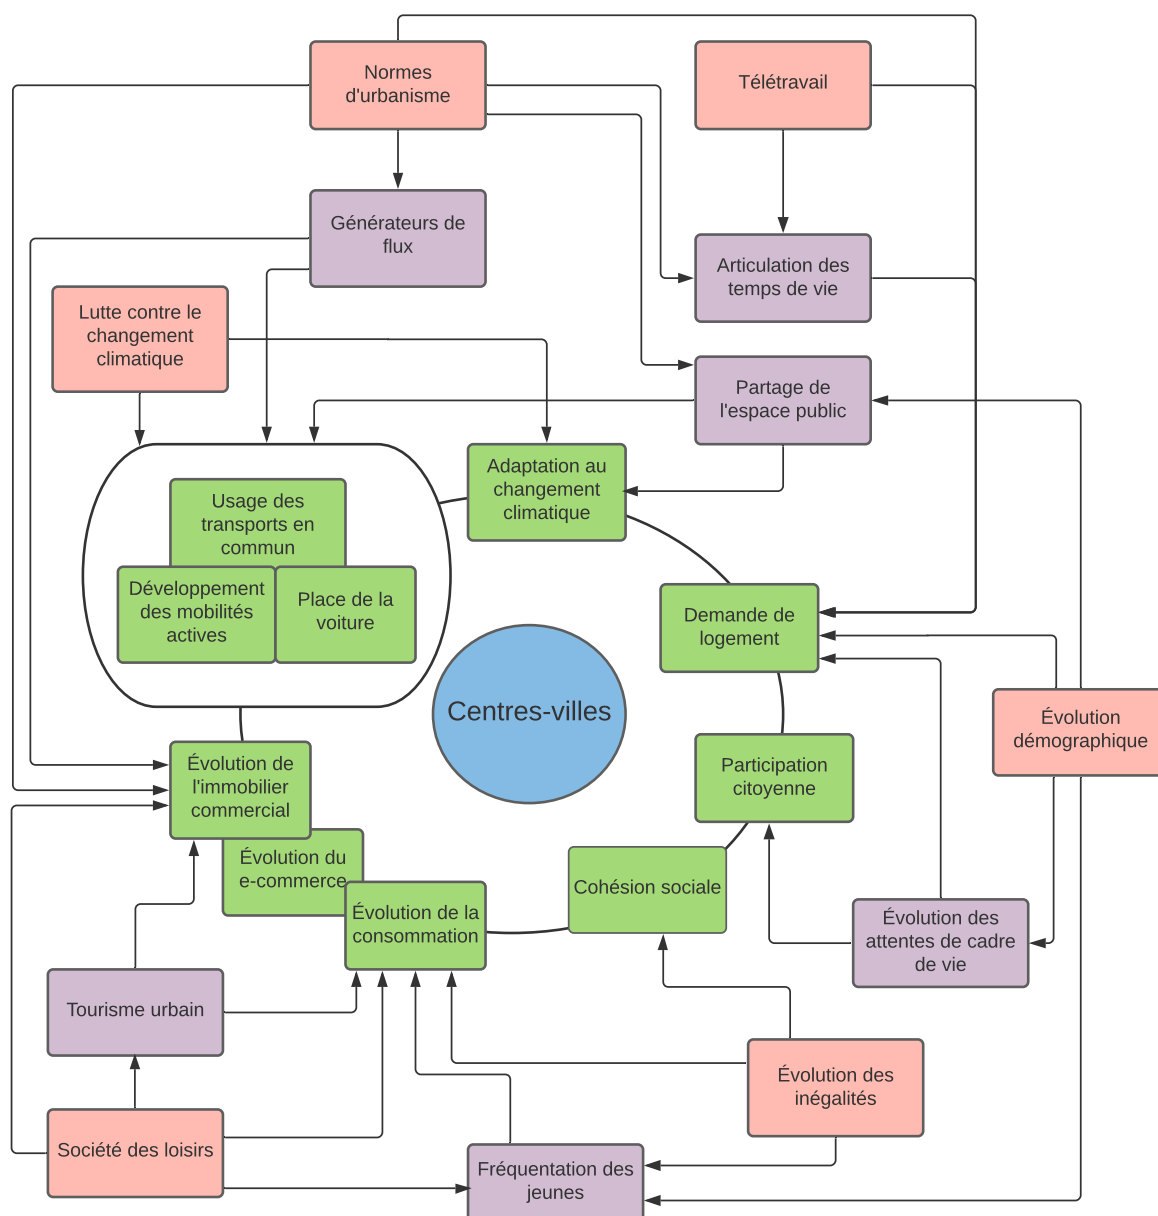 Normes
d'urbanisme
Télétravail
Générateurs de
flux
Articulation des
temps de vie
Lutte contre le
changement
climatique
Partage de
l'espace public
Adaptation au
changement
climatique
Usage des
transports en
commun
Développement
des mobilités
actives
Place de la
voiture
Demande de
logement
Centres-villes
Évolution
démographique
Évolution de
l'immobilier
commercial
Participation
citoyenne
Évolution du
e-commerce
Cohésion sociale
Évolution de la
consommation
Évolution des
attentes de cadre
de vie
Tourisme urbain
Évolution des
inégalités
Société des loisirs
Fréquentation des
jeunes